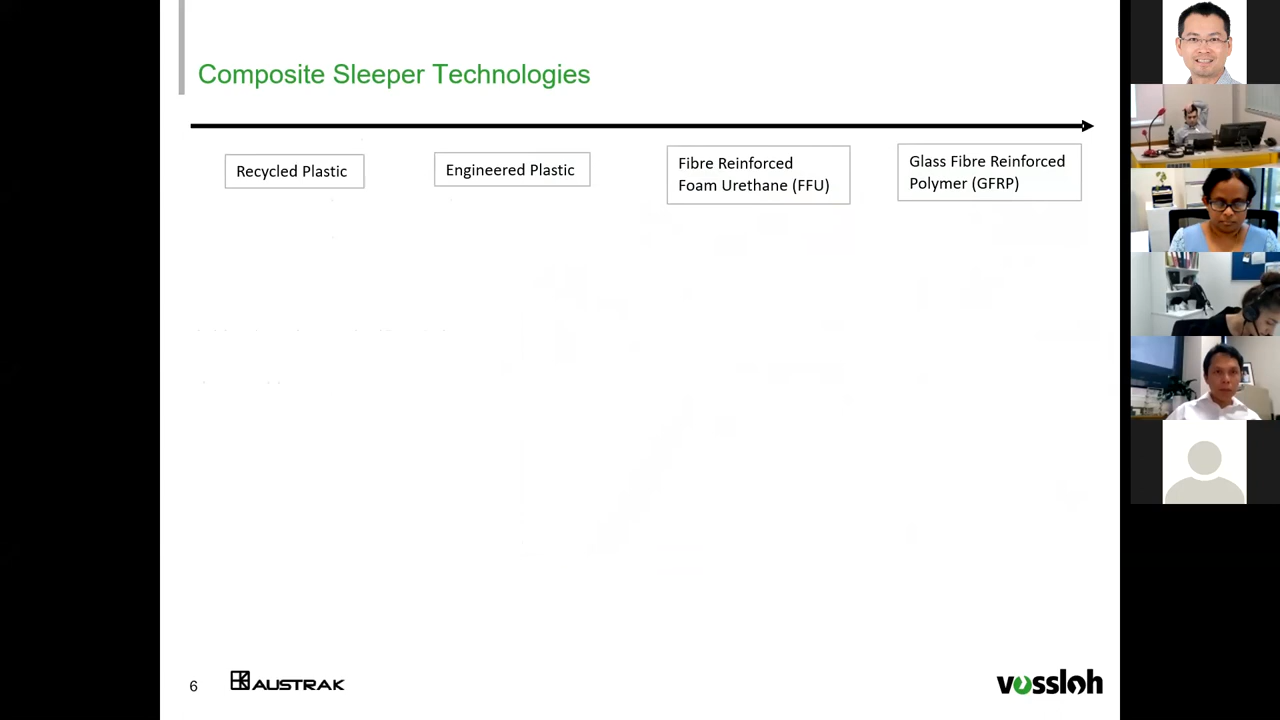 Composite Sleeper Technologies
Recycled Plastic
Engineered Plastic
Fibre Reinforced
Foam Urethane (FFU)
Glass Fibre Reinforced
Polymer (GFRP)
6
AUSTRAK
vossloh